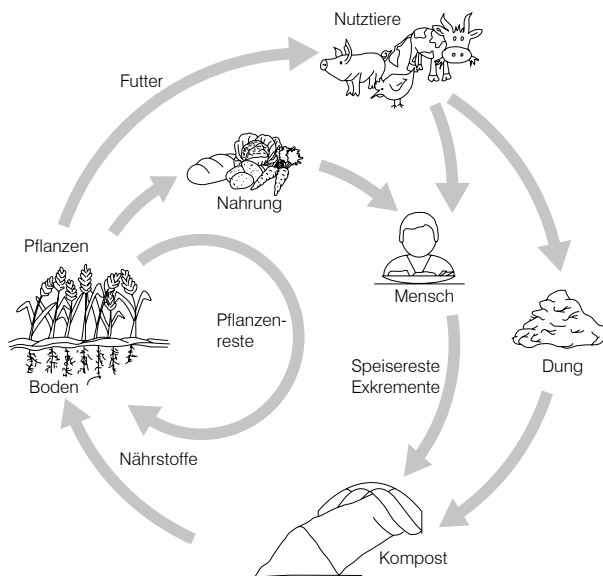 Nutztiere
Futter
Nahrung
Pflanzen
Mensch
Pflanzen-
reste
Speisereste
Exkremente
Dung
Boden
Nährstoffe
Kompost